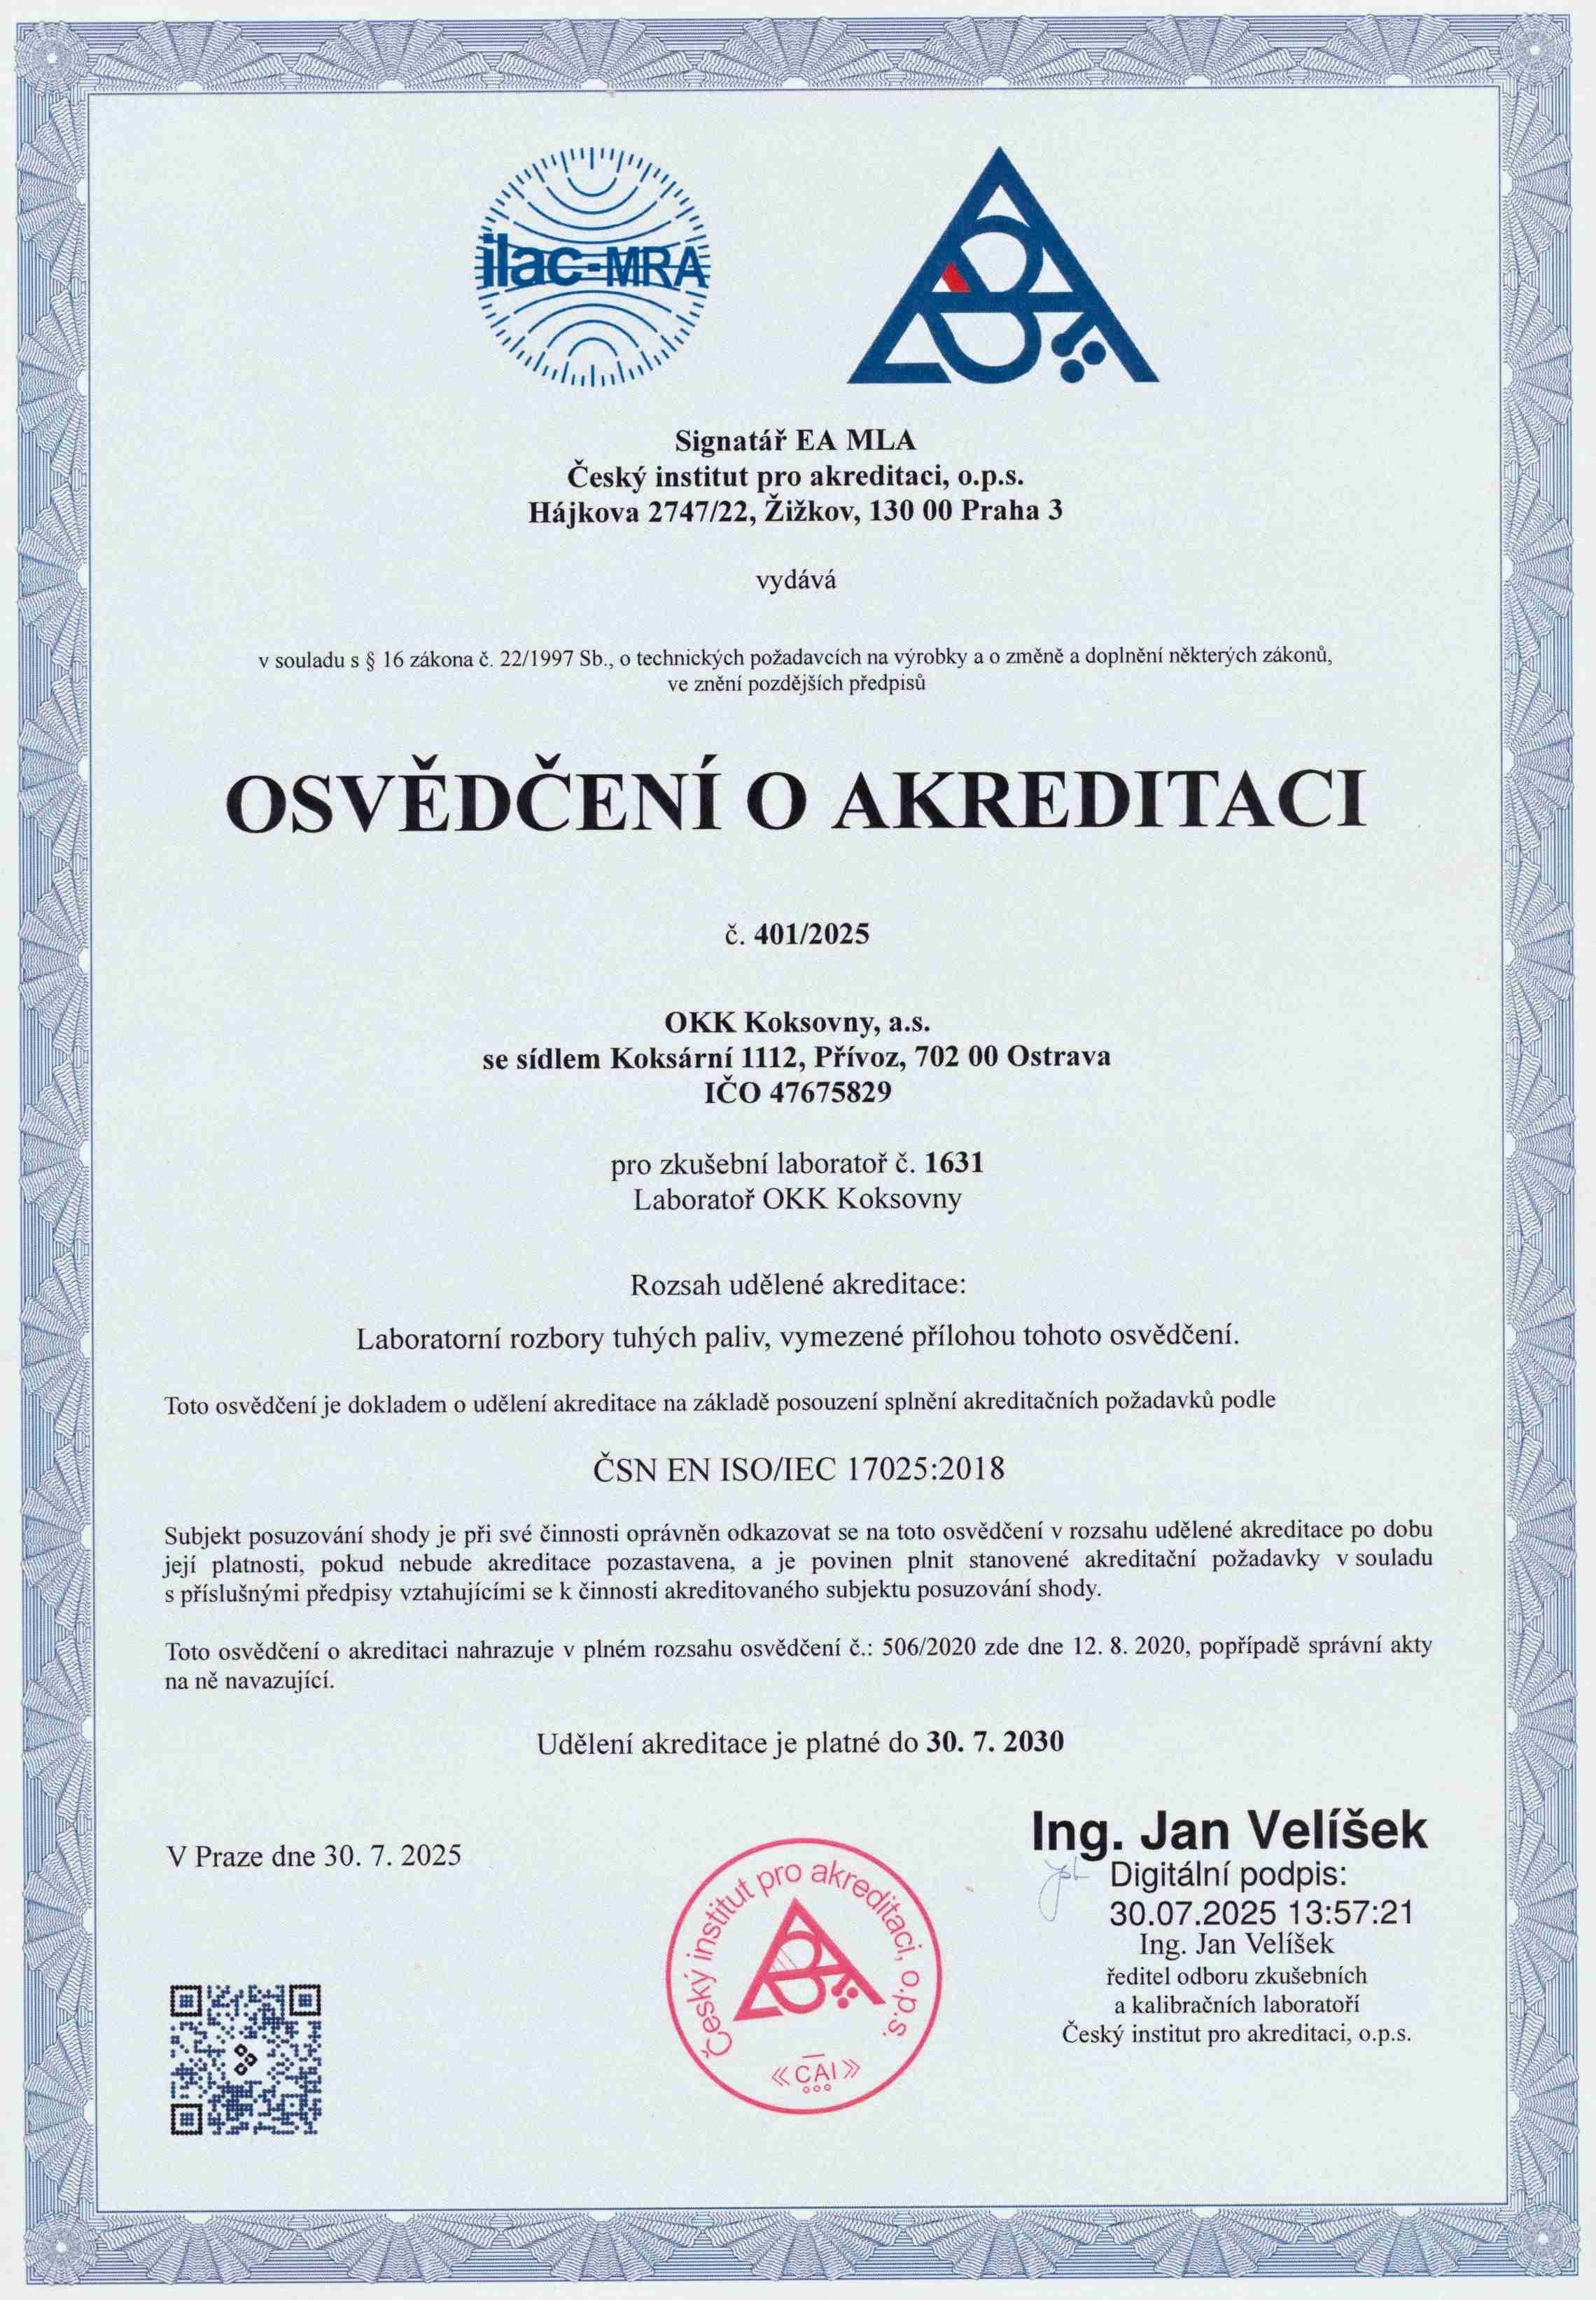 ilac-MRA
Signatář EA MLA
Český institut pro akreditaci, o.p.s.
Hájkova 2747/22, Žižkov, 130 00 Praha 3
vydává
v souladu s § 16 zákona č. 22/1997 Sb., o technických požadavcích na výrobky a o změně a doplnění některých zákonů,
ve znění pozdějších předpisů
OSVĚDČENÍ O AKREDITACI
č. 401/2025
OKK Koksovny, a.s.
se sídlem Koksární 1112, Přívoz, 702 00 Ostrava
IČO 47675829
pro zkušební laboratoř č. 1631
Laboratoř OKK Koksovny
Rozsah udělené akreditace:
Laboratorní rozbory tuhých paliv, vymezené přílohou tohoto osvědčení.
Toto osvědčení je dokladem o udělení akreditace na základě posouzení splnění akreditačních požadavků podle
ČSN EN ISO/IEC 17025:2018
Subjekt posuzování shody je při své činnosti oprávněn odkazovat se na toto osvědčení v rozsahu udělené akreditace po dobu
její platnosti, pokud nebude akreditace pozastavena, a je povinen plnit stanovené akreditační požadavky v souladu
s příslušnými předpisy vztahujícími se k činnosti akreditovaného subjektu posuzování shody.
Toto osvědčení o akreditaci nahrazuje v plném rozsahu osvědčení č.: 506/2020 zde dne 12. 8. 2020, popřípadě správní akty
na ně navazující.
Udělení akreditace je platné do 30. 7. 2030
V Praze dne 30. 7. 2025
Český institut pro akreditaci, o.p.s.
«CAI»
Ing. Jan Velíšek
Digitální podpis:
30.07.2025 13:57:21
Ing. Jan Velíšek
ředitel odboru zkušebních
a kalibračních laboratoří
Český institut pro akreditaci, o.p.s.